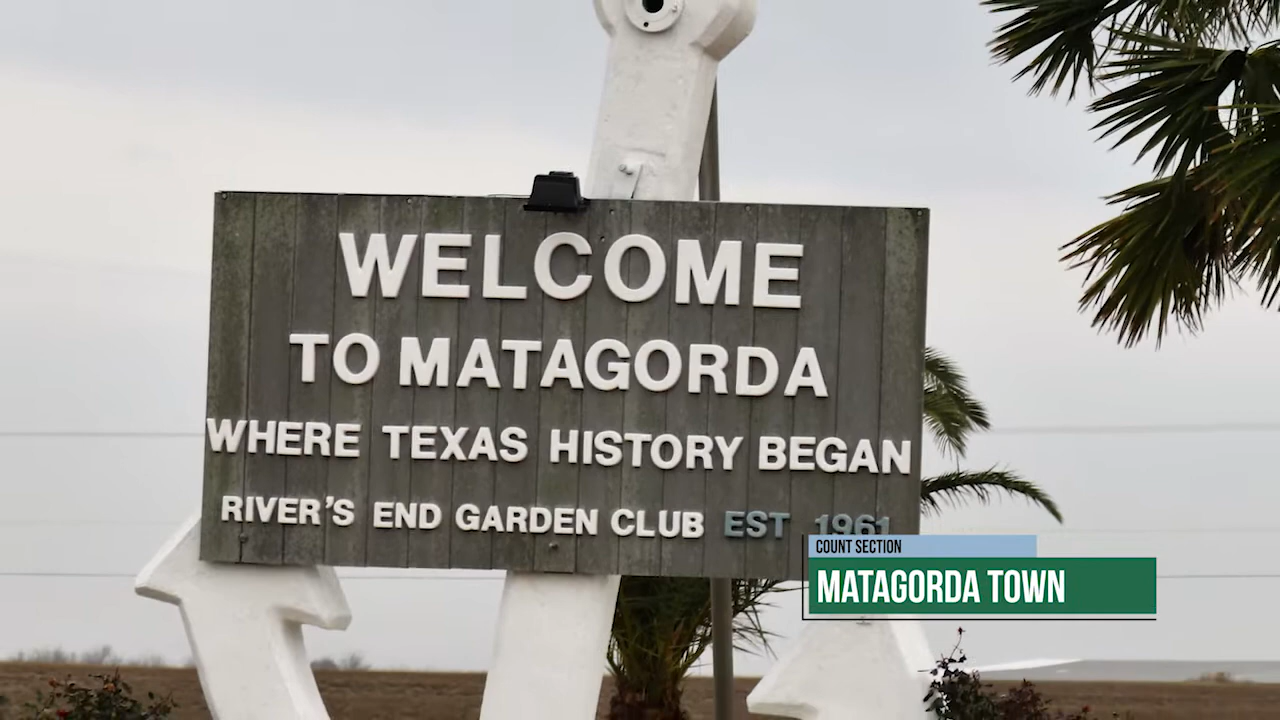 WELCOME
TO MATAGORDA
WHERE TEXAS HISTORY BEGAN
RIVER'S END GARDEN CLUB EST 1961
COUNT SECTION
MATAGORDA TOWN